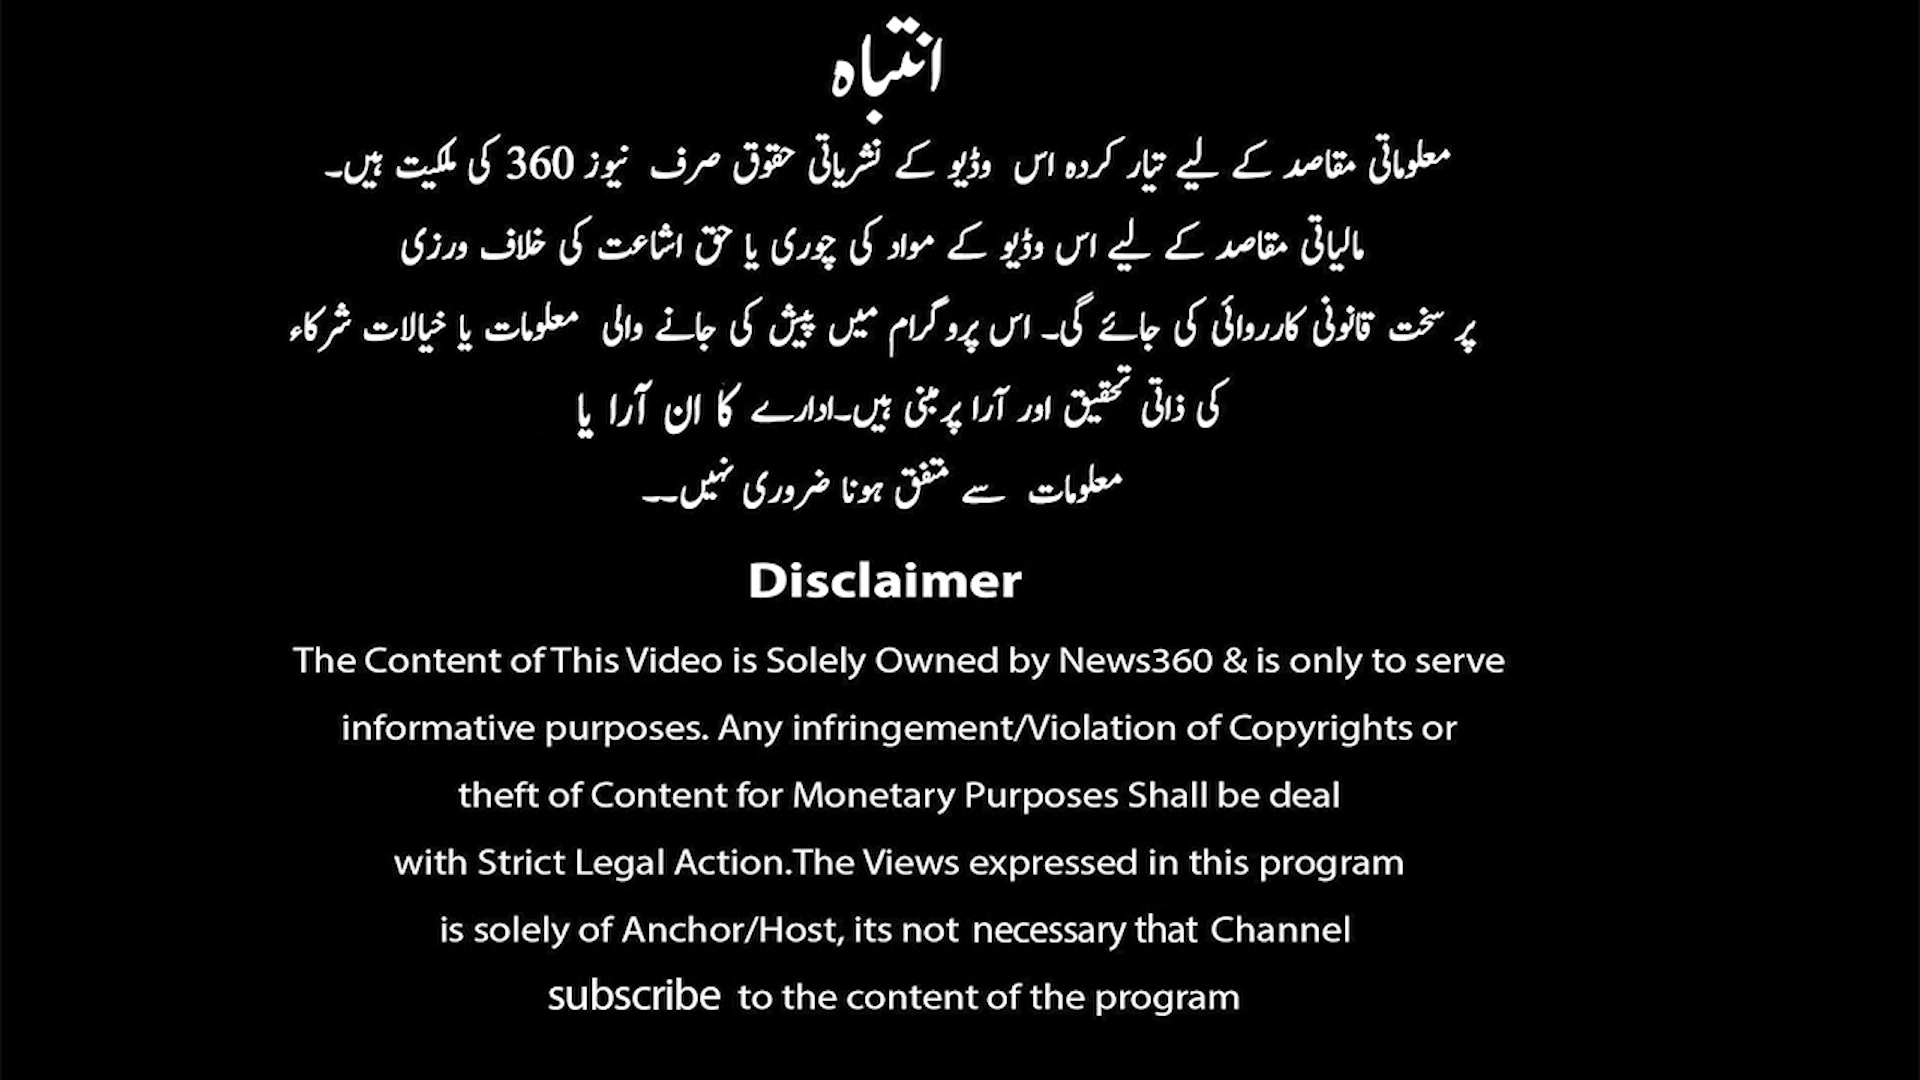 انتباہ
معلوماتی مقاصد کے لیے تیار کردہ اس وڈیو کے نشریاتی حقوق صرف نیوز 360 کی ملکیت ہیں۔
مالیاتی مقاصد کے لیے اس وڈیو کے مواد کی چوری یا حق اشاعت کی خلاف ورزی
پر سخت قانونی کارروائی کی جائے گی۔ اس پروگرام میں پیش کی جانے والی معلومات یا خیالات شرکاء
کی ذاتی تحقیق اور آرا پر مبنی ہیں۔ادارے کا ان آرا یا
معلومات سے متفق ہونا ضروری نہیں۔۔
Disclaimer
The Content of This Video is Solely Owned by News360 & is only to serve
informative purposes. Any infringement/Violation of Copyrights or
theft of Content for Monetary Purposes Shall be deal
with Strict Legal Action.The Views expressed in this program
is solely of Anchor/Host, its not necessary that Channel
subscribe to the content of the program